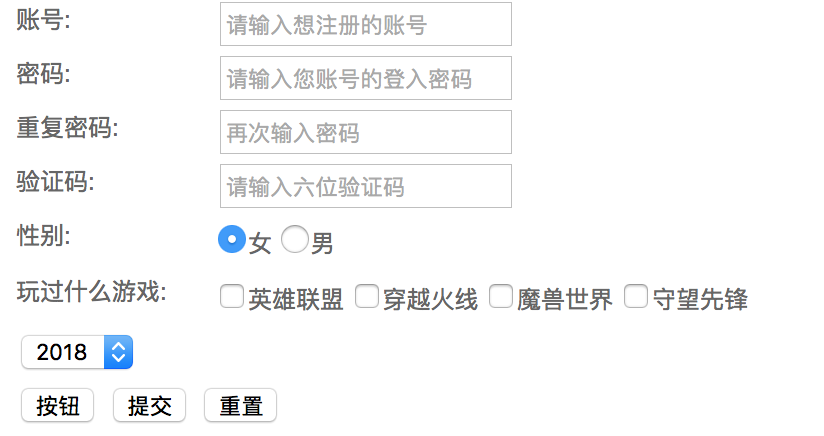 账号: 请输入想注册的账号
密码: 请输入您账号的登入密码
重复密码: 再次输入密码
验证码: 请输入六位验证码
性别: 女 男
玩过什么游戏: 英雄联盟 穿越火线 魔兽世界 守望先锋
2018
按钮 提交 重置